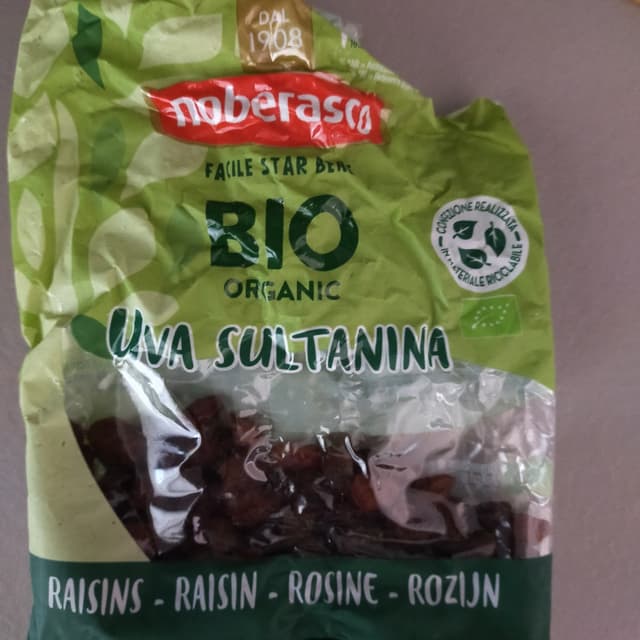 DAL
1908
noberasco
FACILE STAR BENE
BIO
ORGANIC
CONFEZIONE REALIZZATA
IN MATERIALE RICICLABILE
UVA SULTANINA
RAISINS - RAISIN - ROSINE - ROZIJN